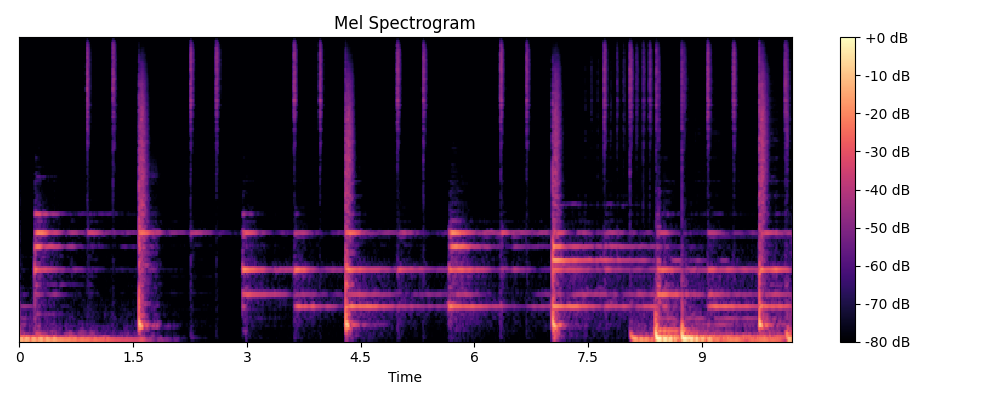 Mel Spectrogram
+0 dB
-10 dB
-20 dB
-30 dB
-40 dB
-50 dB
-60 dB
-70 dB
-80 dB
0 1.5 3 4.5 6 7.5 9
Time